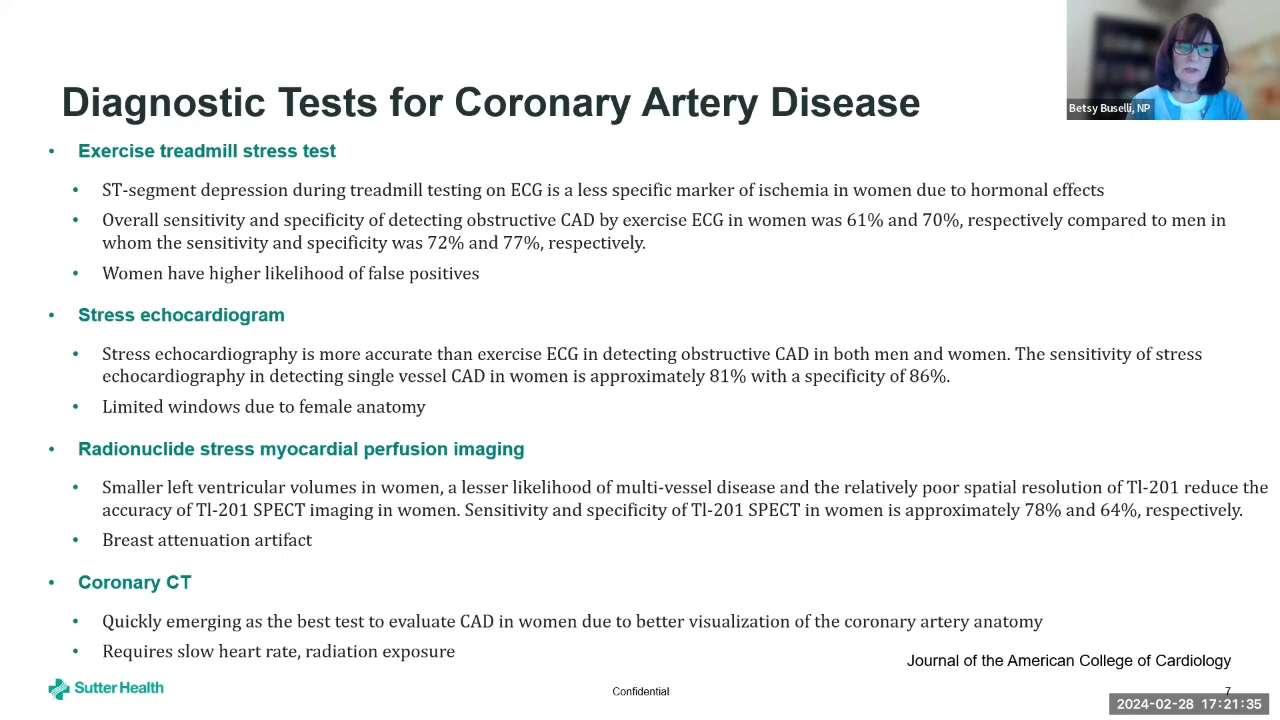 Betsy Buselli, NP
Diagnostic Tests for Coronary Artery Disease
• Exercise treadmill stress test
• ST-segment depression during treadmill testing on ECG is a less specific marker of ischemia in women due to hormonal effects
• Overall sensitivity and specificity of detecting obstructive CAD by exercise ECG in women was 61% and 70%, respectively compared to men in
whom the sensitivity and specificity was 72% and 77%, respectively.
• Women have higher likelihood of false positives
• Stress echocardiogram
• Stress echocardiography is more accurate than exercise ECG in detecting obstructive CAD in both men and women. The sensitivity of stress
echocardiography in detecting single vessel CAD in women is approximately 81% with a specificity of 86%.
• Limited windows due to female anatomy
• Radionuclide stress myocardial perfusion imaging
• Smaller left ventricular volumes in women, a lesser likelihood of multi-vessel disease and the relatively poor spatial resolution of Tl-201 reduce the
accuracy of Tl-201 SPECT imaging in women. Sensitivity and specificity of Tl-201 SPECT in women is approximately 78% and 64%, respectively.
• Breast attenuation artifact
• Coronary CT
• Quickly emerging as the best test to evaluate CAD in women due to better visualization of the coronary artery anatomy
• Requires slow heart rate, radiation exposure
Journal of the American College of Cardiology
Sutter Health
Confidential
7
2024-02-28 17:21:35